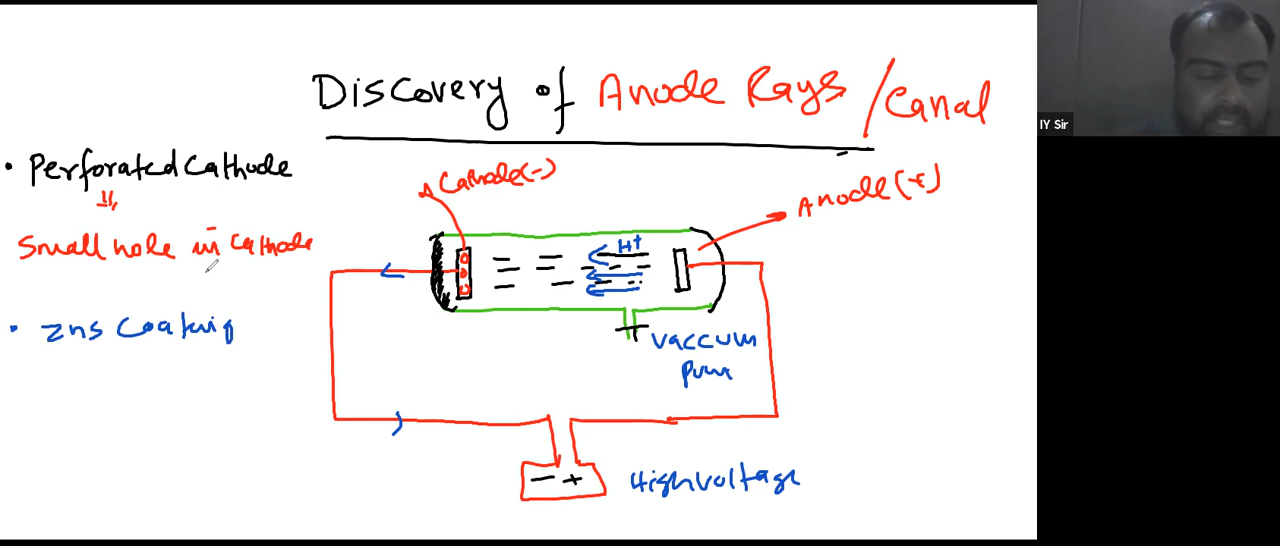 Discovery of Anode Rays / Canal
IY Sir
• Perforated Cathode
Small hole in Cathode
• ZnS Coating
Cathode (-)
Anode (+)
H+
Vaccum
Pum
- +
High voltage